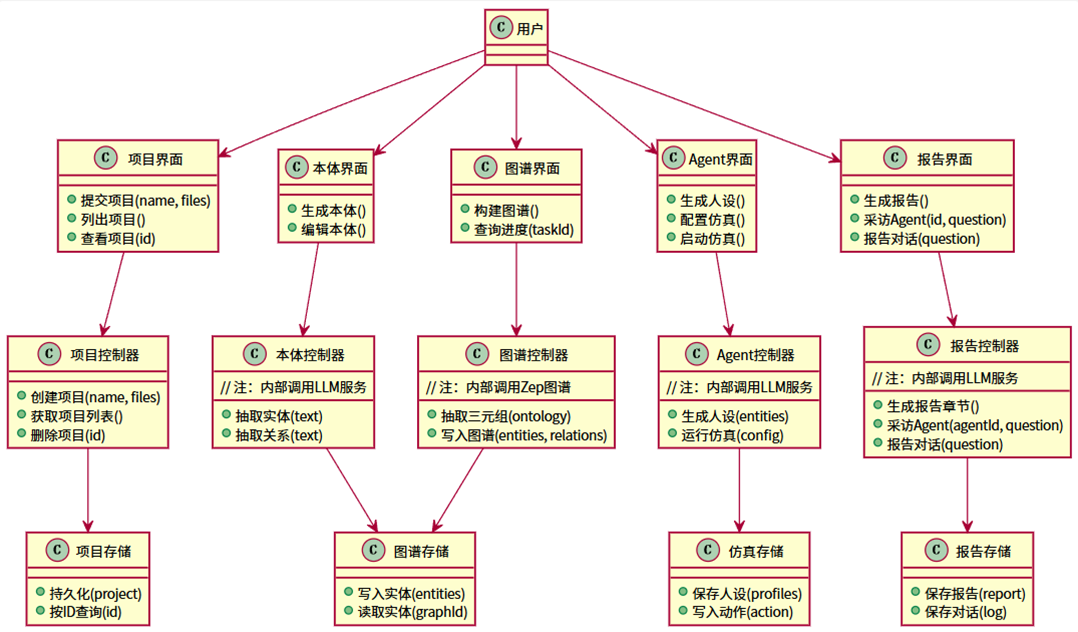 C 用户
C 项目界面
提交项目(name, files)
列出项目()
查看项目(id)
C 本体界面
生成本体()
编辑本体()
C 图谱界面
构建图谱()
查询进度(taskId)
C Agent界面
生成人设()
配置仿真()
启动仿真()
C 报告界面
生成报告()
采访Agent(id, question)
报告对话(question)
C 项目控制器
创建项目(name, files)
获取项目列表()
删除项目(id)
C 本体控制器
// 注：内部调用LLM服务
抽取实体(text)
抽取关系(text)
C 图谱控制器
// 注：内部调用Zep图谱
抽取三元组(ontology)
写入图谱(entities, relations)
C Agent控制器
// 注：内部调用LLM服务
生成人设(entities)
运行仿真(config)
C 报告控制器
// 注：内部调用LLM服务
生成报告章节()
采访Agent(agentId, question)
报告对话(question)
C 项目存储
持久化(project)
按ID查询(id)
C 图谱存储
写入实体(entities)
读取实体(graphId)
C 仿真存储
保存人设(profiles)
写入动作(action)
C 报告存储
保存报告(report)
保存对话(log)